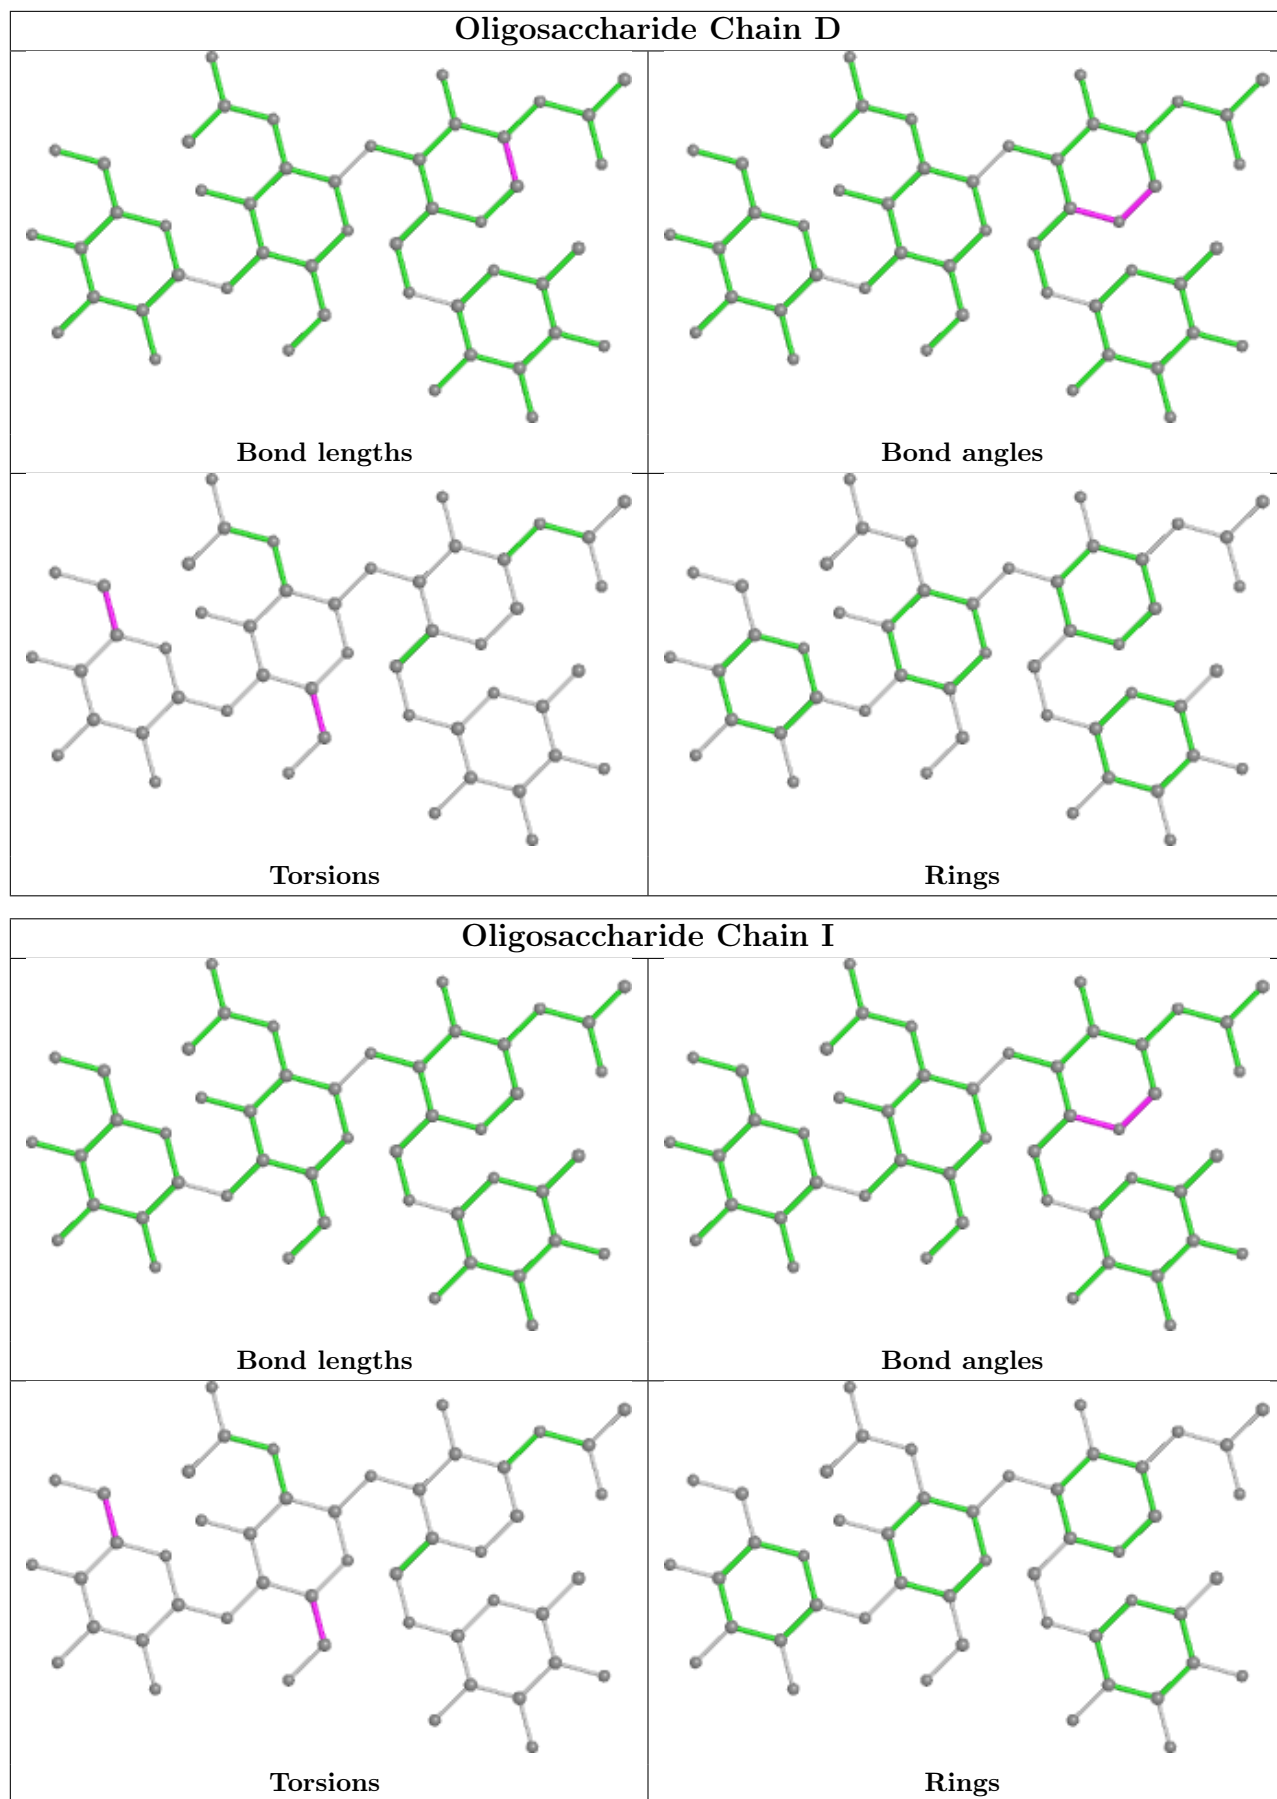 Oligosaccharide Chain D
Bond lengths
Bond angles
Torsions
Rings
Oligosaccharide Chain I
Bond lengths
Bond angles
Torsions
Rings